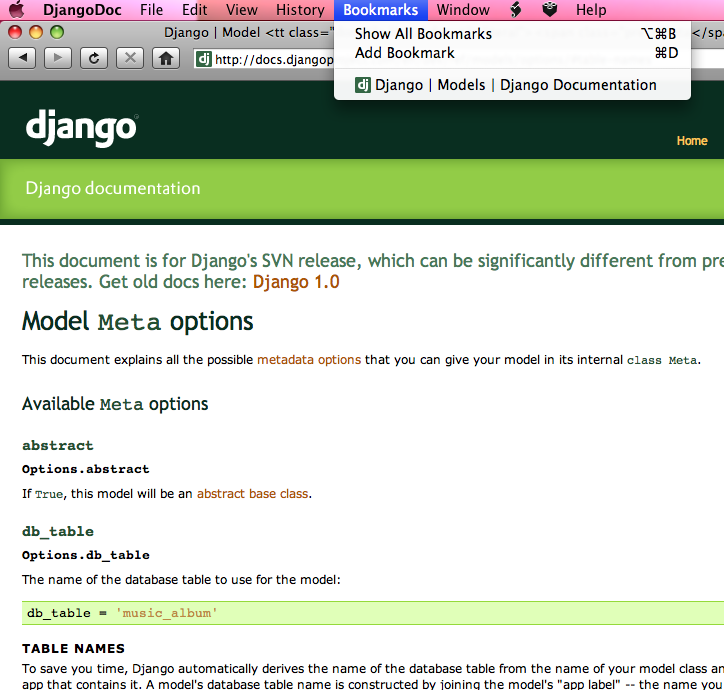 DjangoDoc File Edit View History Bookmarks Window Help
Django | Model <tt class=" </spa
Show All Bookmarks ⌥⌘B
Add Bookmark ⌘D
dj http://docs.djangop
dj Django | Models | Django Documentation
django
Home
Django documentation
This document is for Django's SVN release, which can be significantly different from pre
releases. Get old docs here: Django 1.0
Model Meta options
This document explains all the possible metadata options that you can give your model in its internal class Meta.
Available Meta options
abstract
Options.abstract
If True, this model will be an abstract base class.
db_table
Options.db_table
The name of the database table to use for the model:
db_table = 'music_album'
TABLE NAMES
To save you time, Django automatically derives the name of the database table from the name of your model class an
app that contains it. A model's database table name is constructed by joining the model's "app label" -- the name you